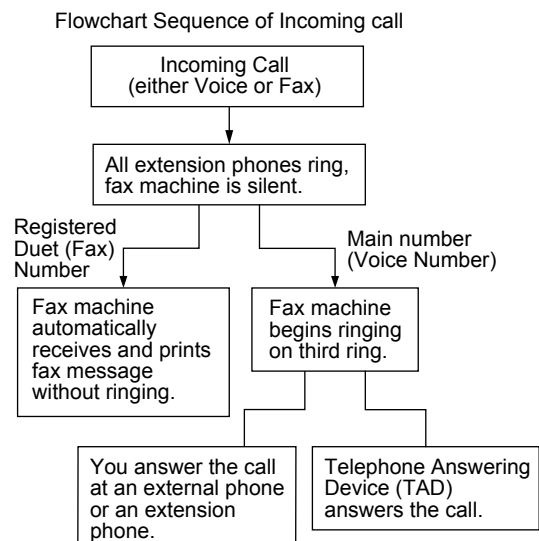 Flowchart Sequence of Incoming call
Incoming Call
(either Voice or Fax)
All extension phones ring,
fax machine is silent.
Registered
Duet (Fax)
Number
Main number
(Voice Number)
Fax machine
automatically
receives and prints
fax message
without ringing.
Fax machine
begins ringing
on third ring.
You answer the call
at an external phone
or an extension
phone.
Telephone Answering
Device (TAD)
answers the call.